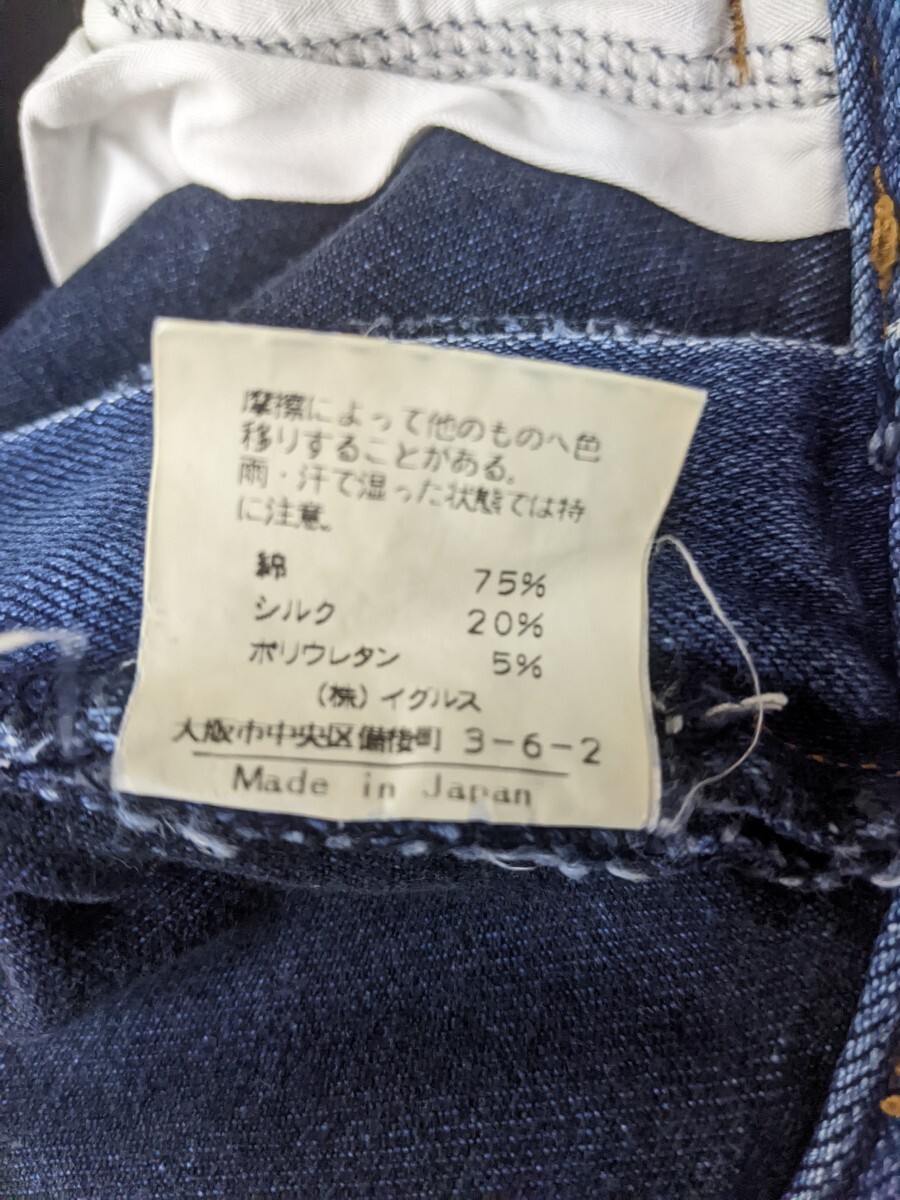 摩擦によって他のものへ色
移りすることがある。
雨・汗で湿った状態では特
に注意。
綿 75%
シルク 20%
ポリウレタン 5%
(株)イグルス
大阪市中央区備後町 3-6-2
Made in Japan